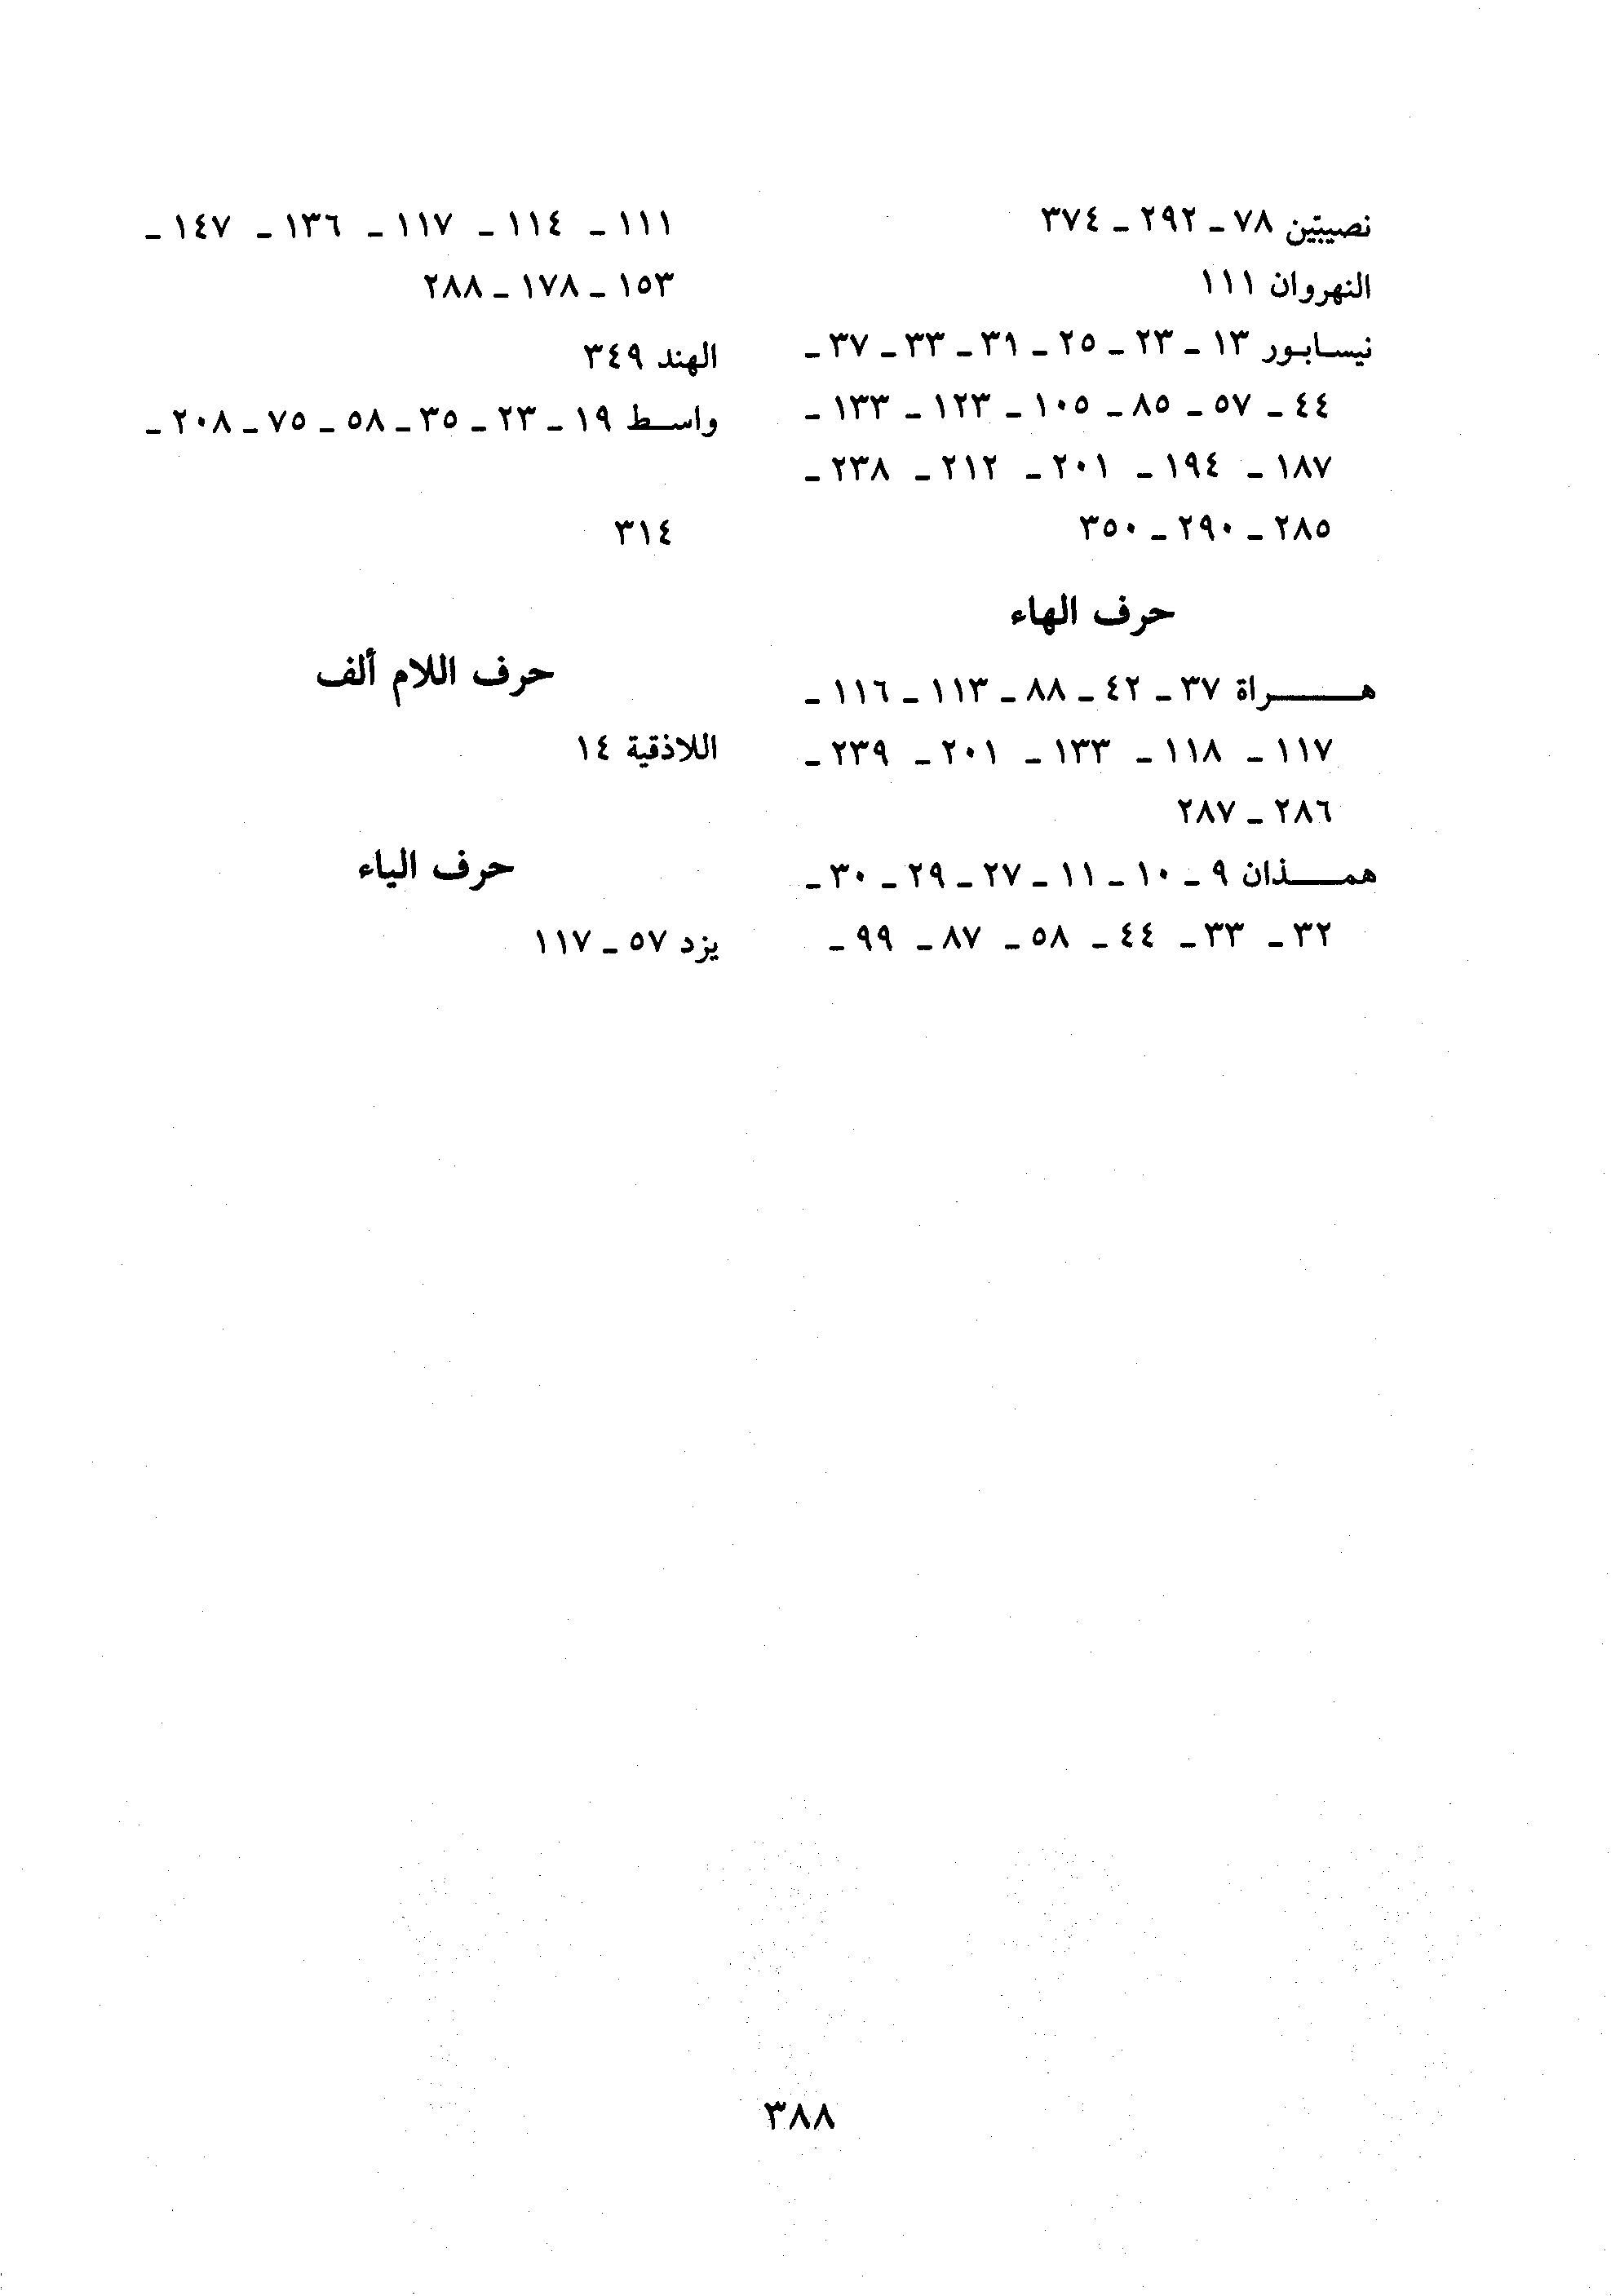 نصيبين ٧٨ ـ ٢٩٢ ـ ٣٧٤
النهروان ١١١
نيسـابـور ١٣ ـ ٢٣ ـ ٢٥ ـ ٣١ ـ ٣٣ ـ ٣٧ ـ
٤٤ ـ ٥٧ ـ ٨٥ ـ ١٠٥ ـ ١٢٣ ـ ١٣٣ ـ
١٨٧ ـ ١٩٤ ـ ٢٠١ ـ ٢١٢ ـ ٢٣٨ ـ
٢٨٥ ـ ٢٩٠ ـ ٣٥٠
حرف الهاء
هـــــراة ٣٧ ـ ٤٢ ـ ٨٨ ـ ١١٣ ـ ١١٦ ـ
١١٧ ـ ١١٨ ـ ١٣٣ ـ ٢٠١ ـ ٢٣٩ ـ
٢٨٦ ـ ٢٨٧
همـــــذان ٩ ـ ١٠ ـ ١١ ـ ٢٧ ـ ٢٩ ـ ٣٠ ـ
٣٢ ـ ٣٣ ـ ٤٤ ـ ٥٨ ـ ٨٧ ـ ٩٩ ـ
١١١ ـ ١١٤ ـ ١١٧ ـ ١٣٦ ـ ١٤٧ ـ
١٥٣ ـ ١٧٨ ـ ٢٨٨
الهند ٣٤٩
واسـط ١٩ ـ ٢٣ ـ ٣٥ ـ ٥٨ ـ ٧٥ ـ ٢٠٨ ـ
٣١٤
حرف اللام ألف
اللاذقية ١٤
حرف الياء
يزد ٥٧ ـ ١١٧
٣٨٨